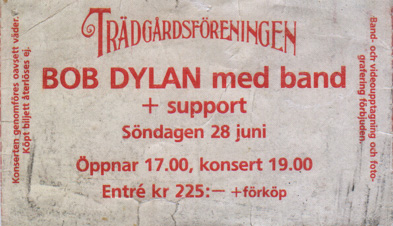 TRÄDGÅRDSFÖRENINGEN
BOB DYLAN med band
+ support
Söndagen 28 juni
Öppnar 17.00, konsert 19.00
Entré kr 225:— +förköp
Konserten genomföres oavsett väder.
Köpt biljett återlöses ej.
Band- och videoupptagning och foto-
grafering förbjuden.